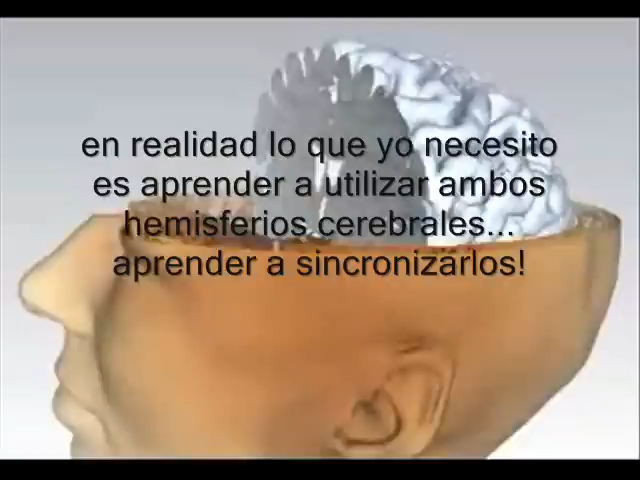 en realidad lo que yo necesito
es aprender a utilizar ambos
hemisferios cerebrales...
aprender a sincronizarlos!